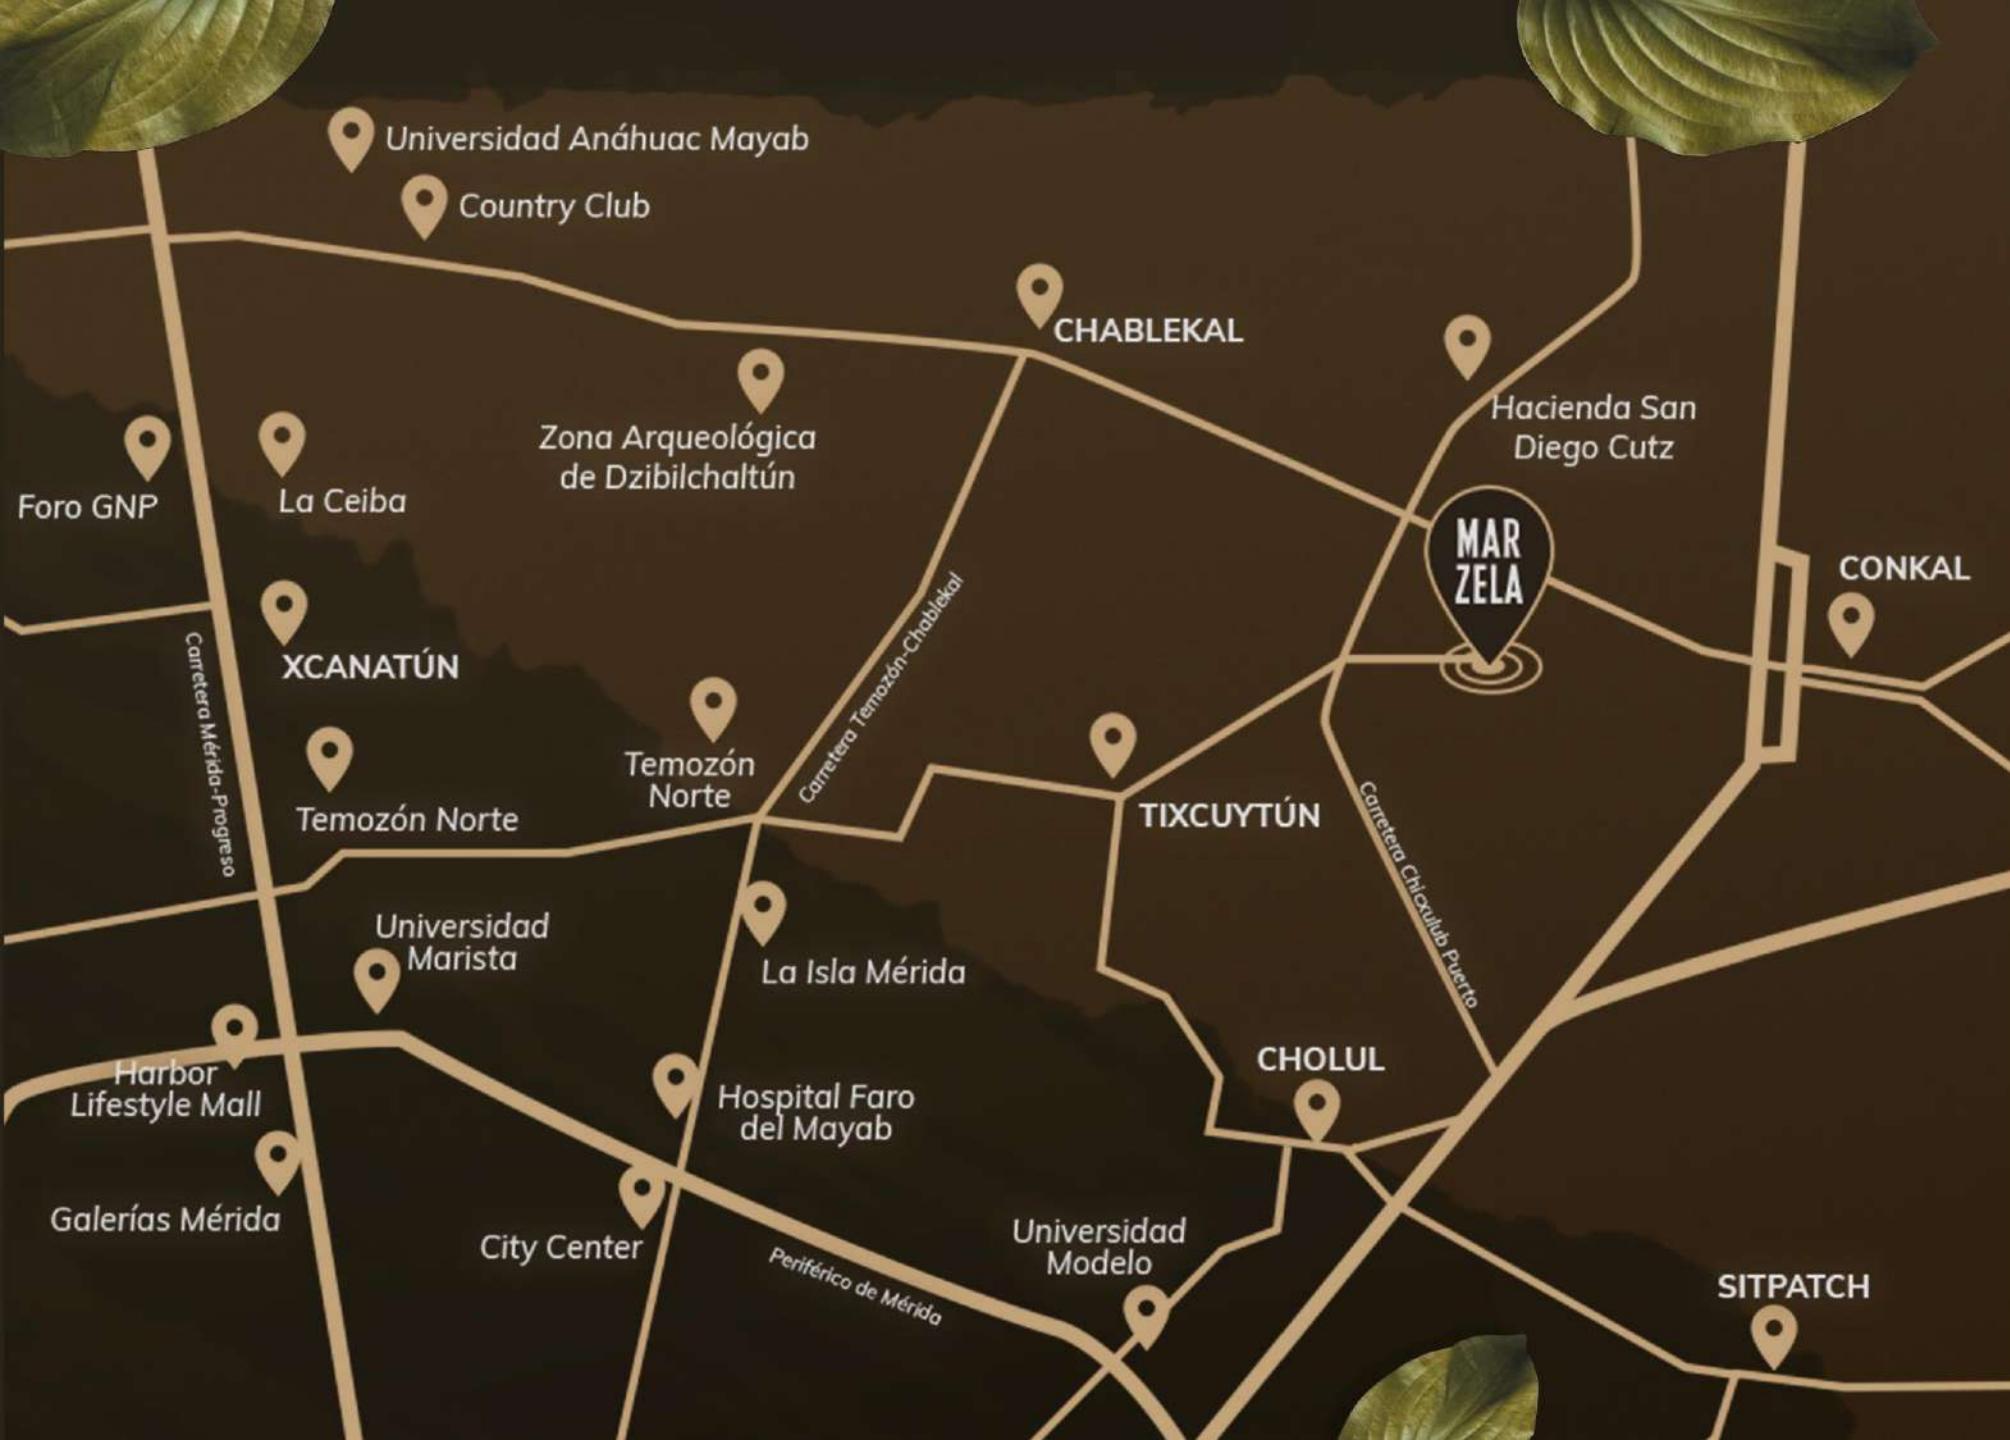 Universidad Anáhuac Mayab
Country Club
CHABLEKAL
Hacienda San
Diego Cutz
Zona Arqueológica
de Dzibilchaltún
Foro GNP
La Ceiba
MAR
ZELA
CONKAL
XCANATÚN
Carretera Mérida-Progreso
Carretera Temozón-Chablekal
Temozón
Norte
Temozón Norte
TIXCUYTÚN
Carretera Chicxulub Puerto
Universidad
Marista
La Isla Mérida
Harbor
Lifestyle Mall
CHOLUL
Hospital Faro
del Mayab
Galerías Mérida
City Center
Periférico de Mérida
Universidad
Modelo
SITPATCH